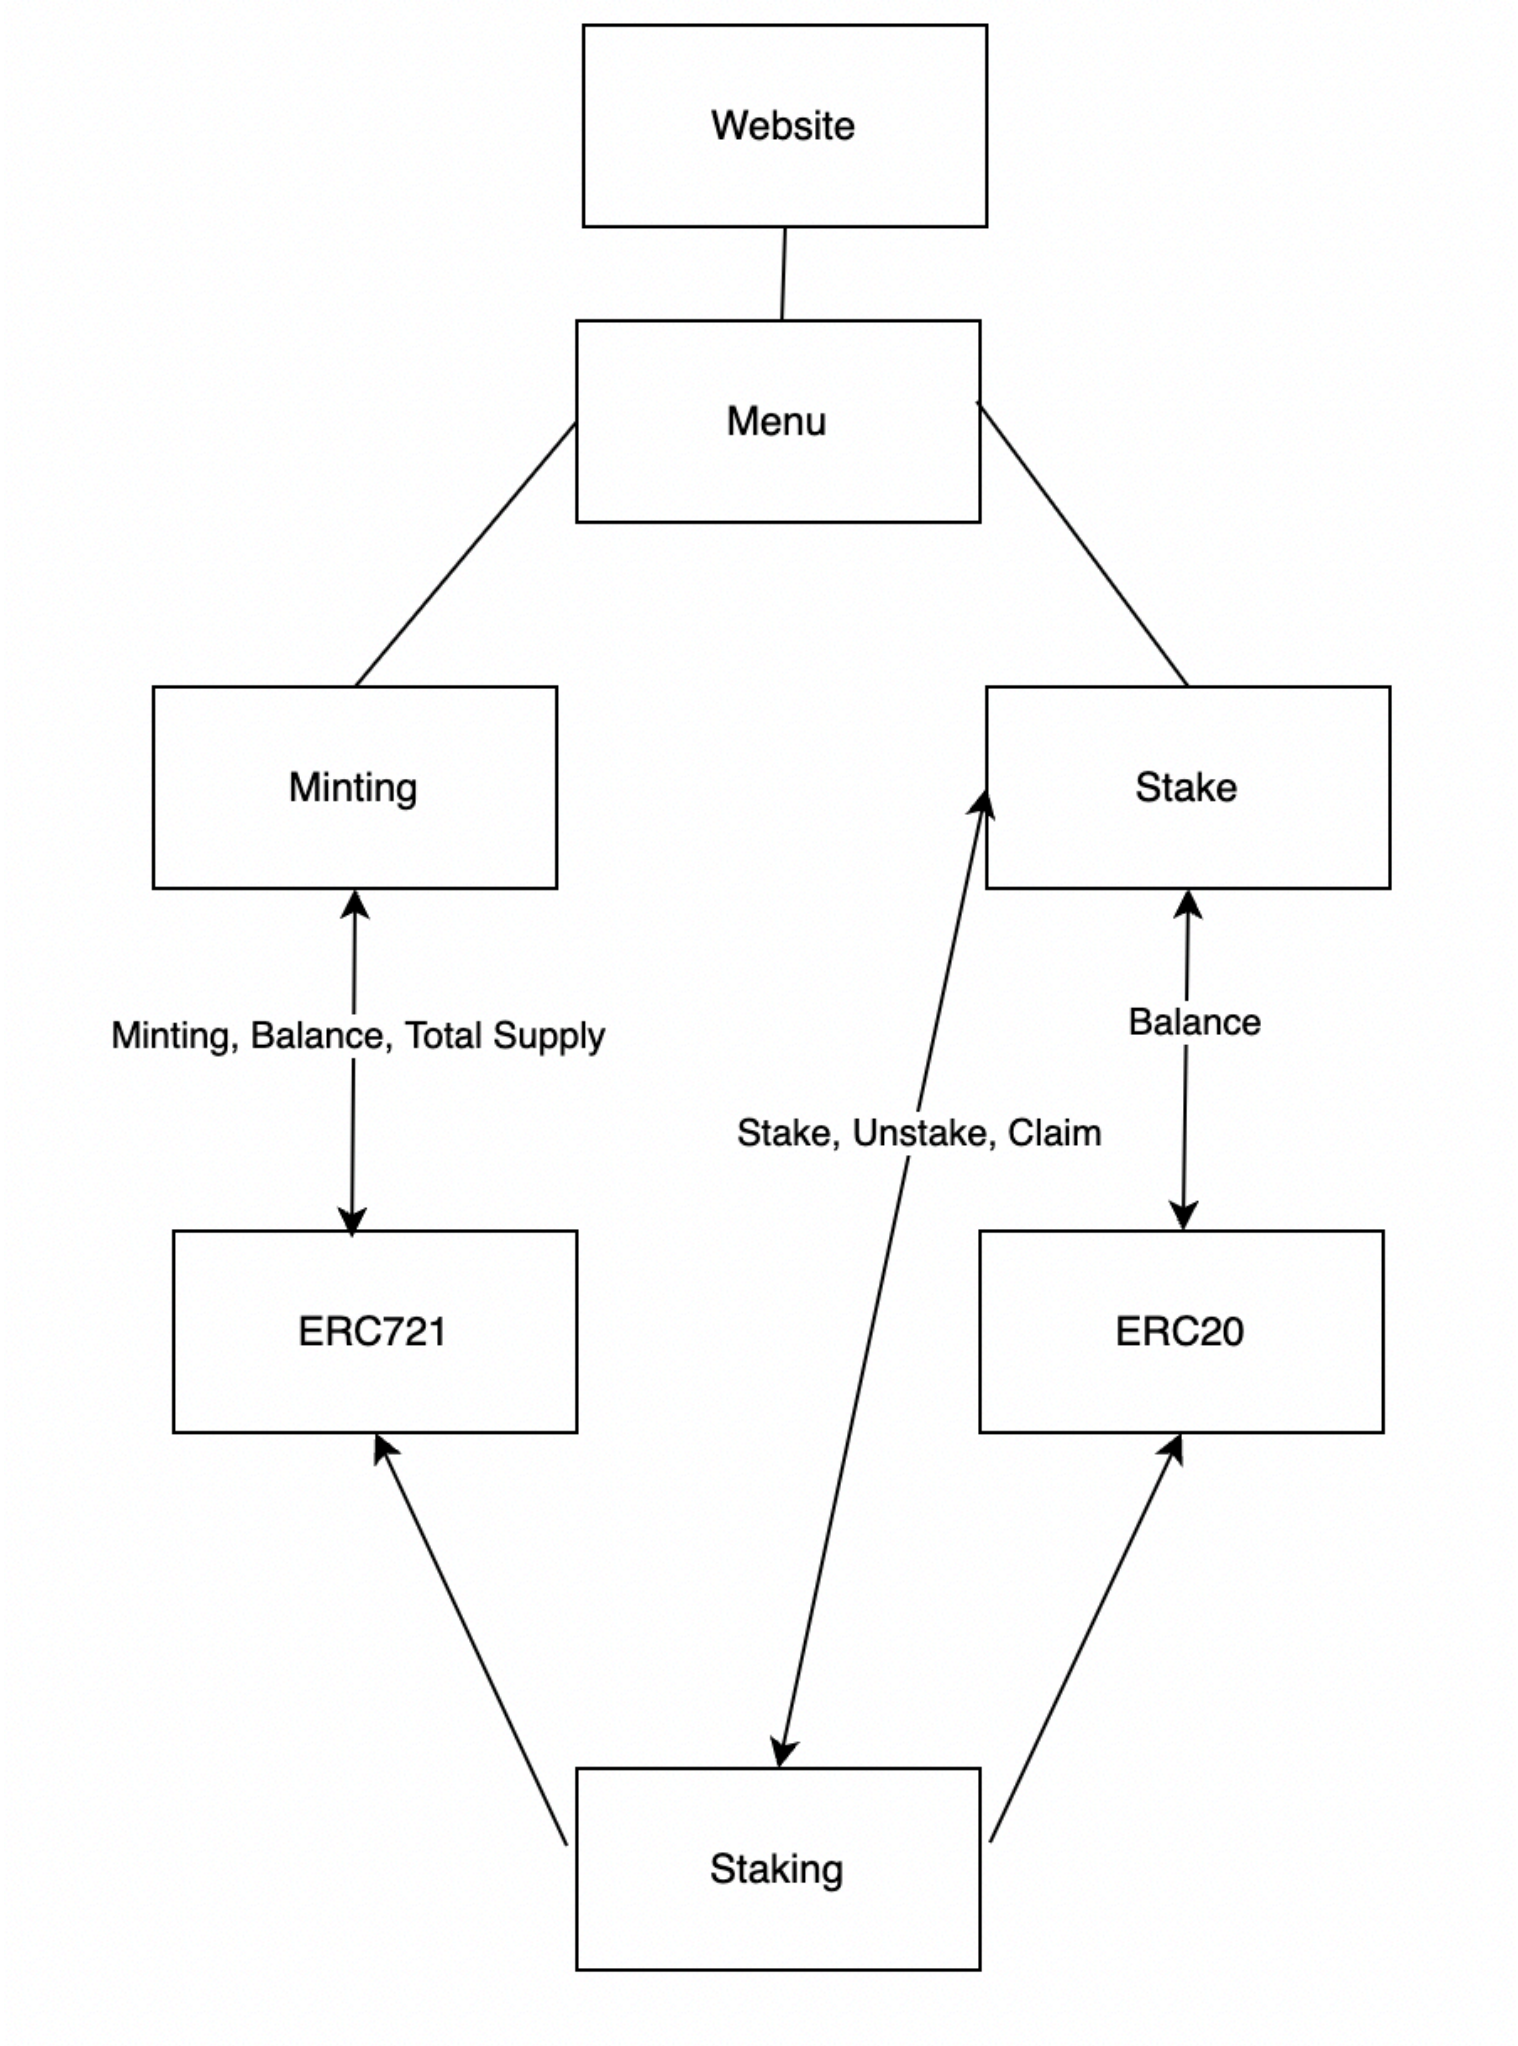 Website
Menu
Minting
Stake
Minting, Balance, Total Supply
Balance
Stake, Unstake, Claim
ERC721
ERC20
Staking